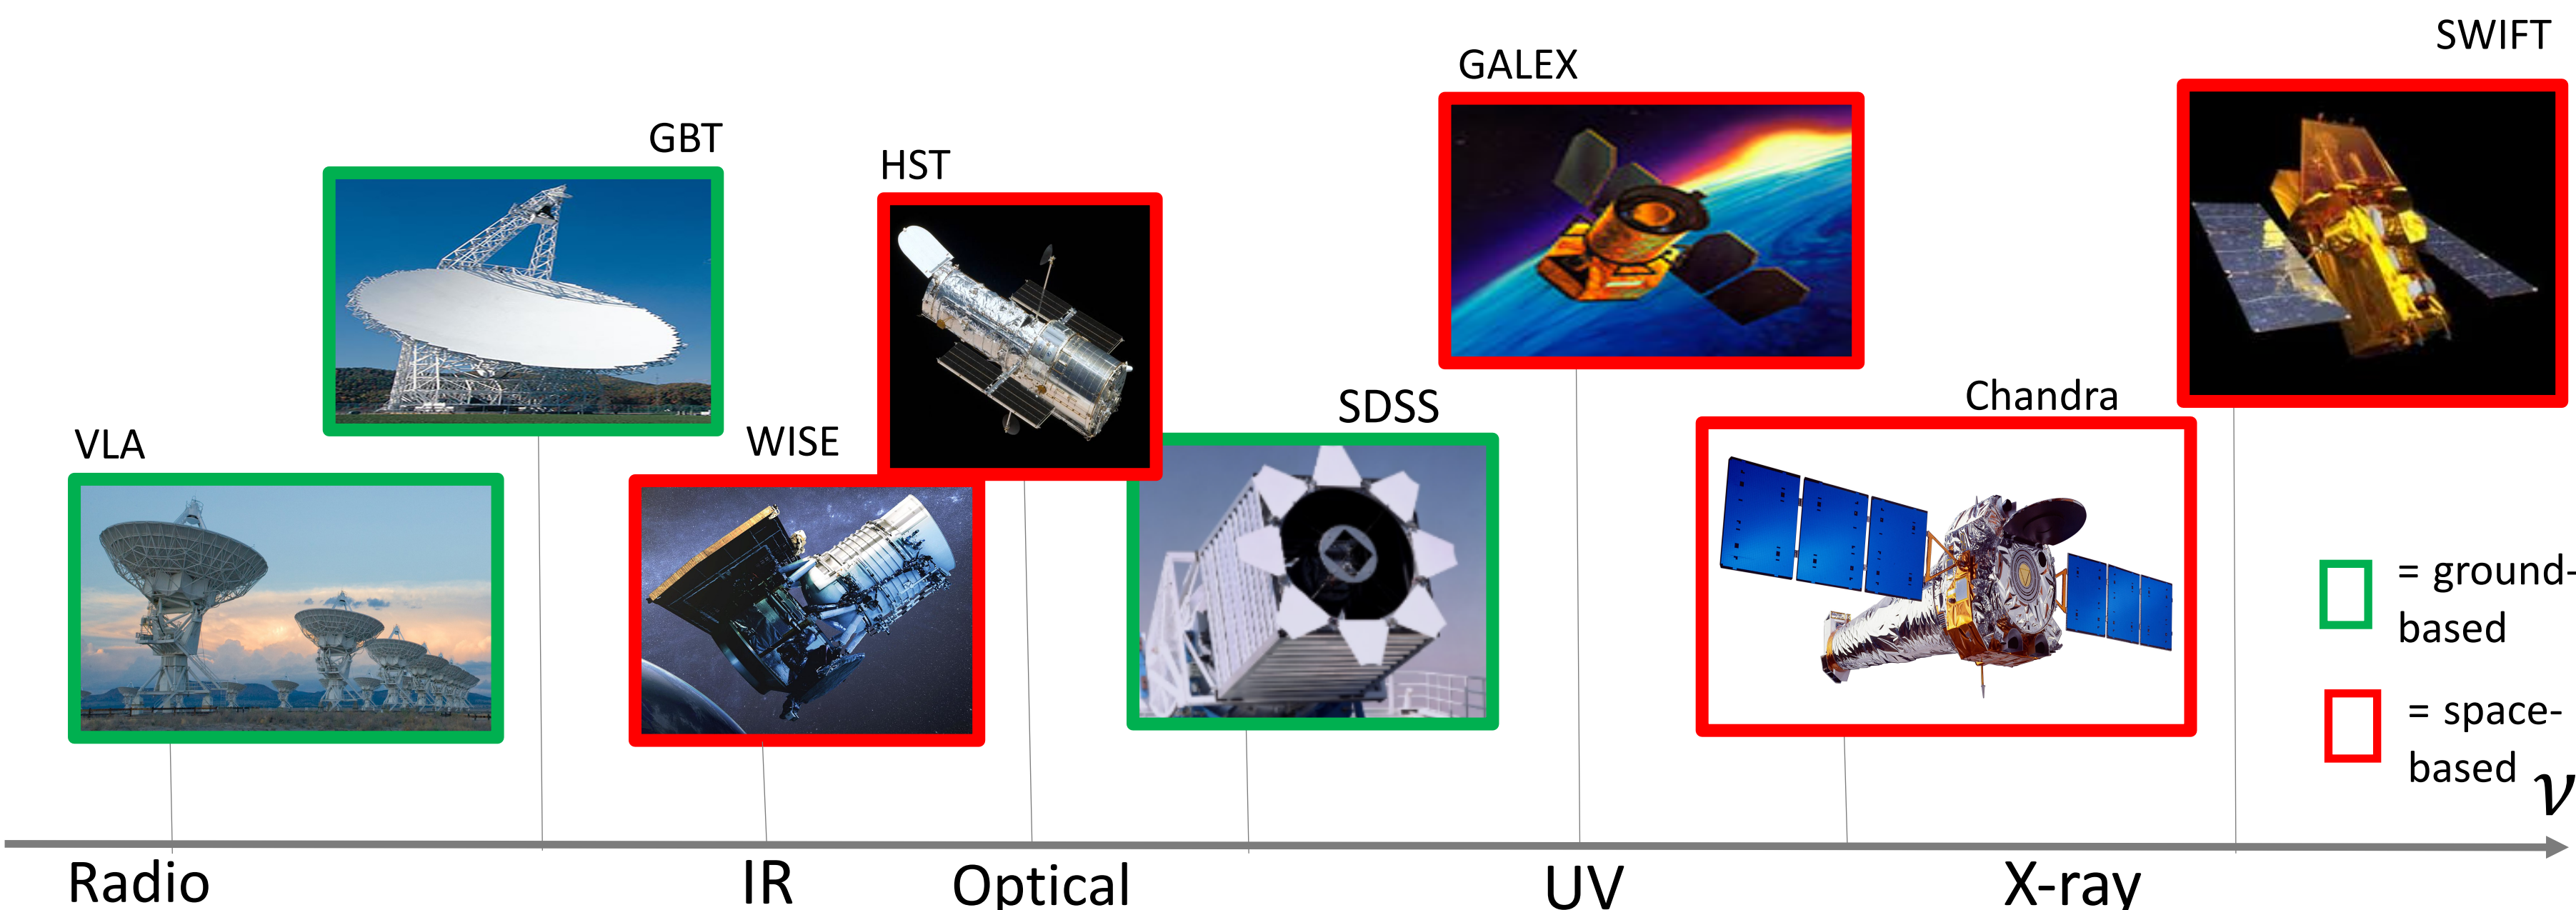 SWIFT
GALEX
GBT
HST
Chandra
SDSS
WISE
VLA
= ground-
based
= space-
based
ν
Radio
IR
Optical
UV
X-ray